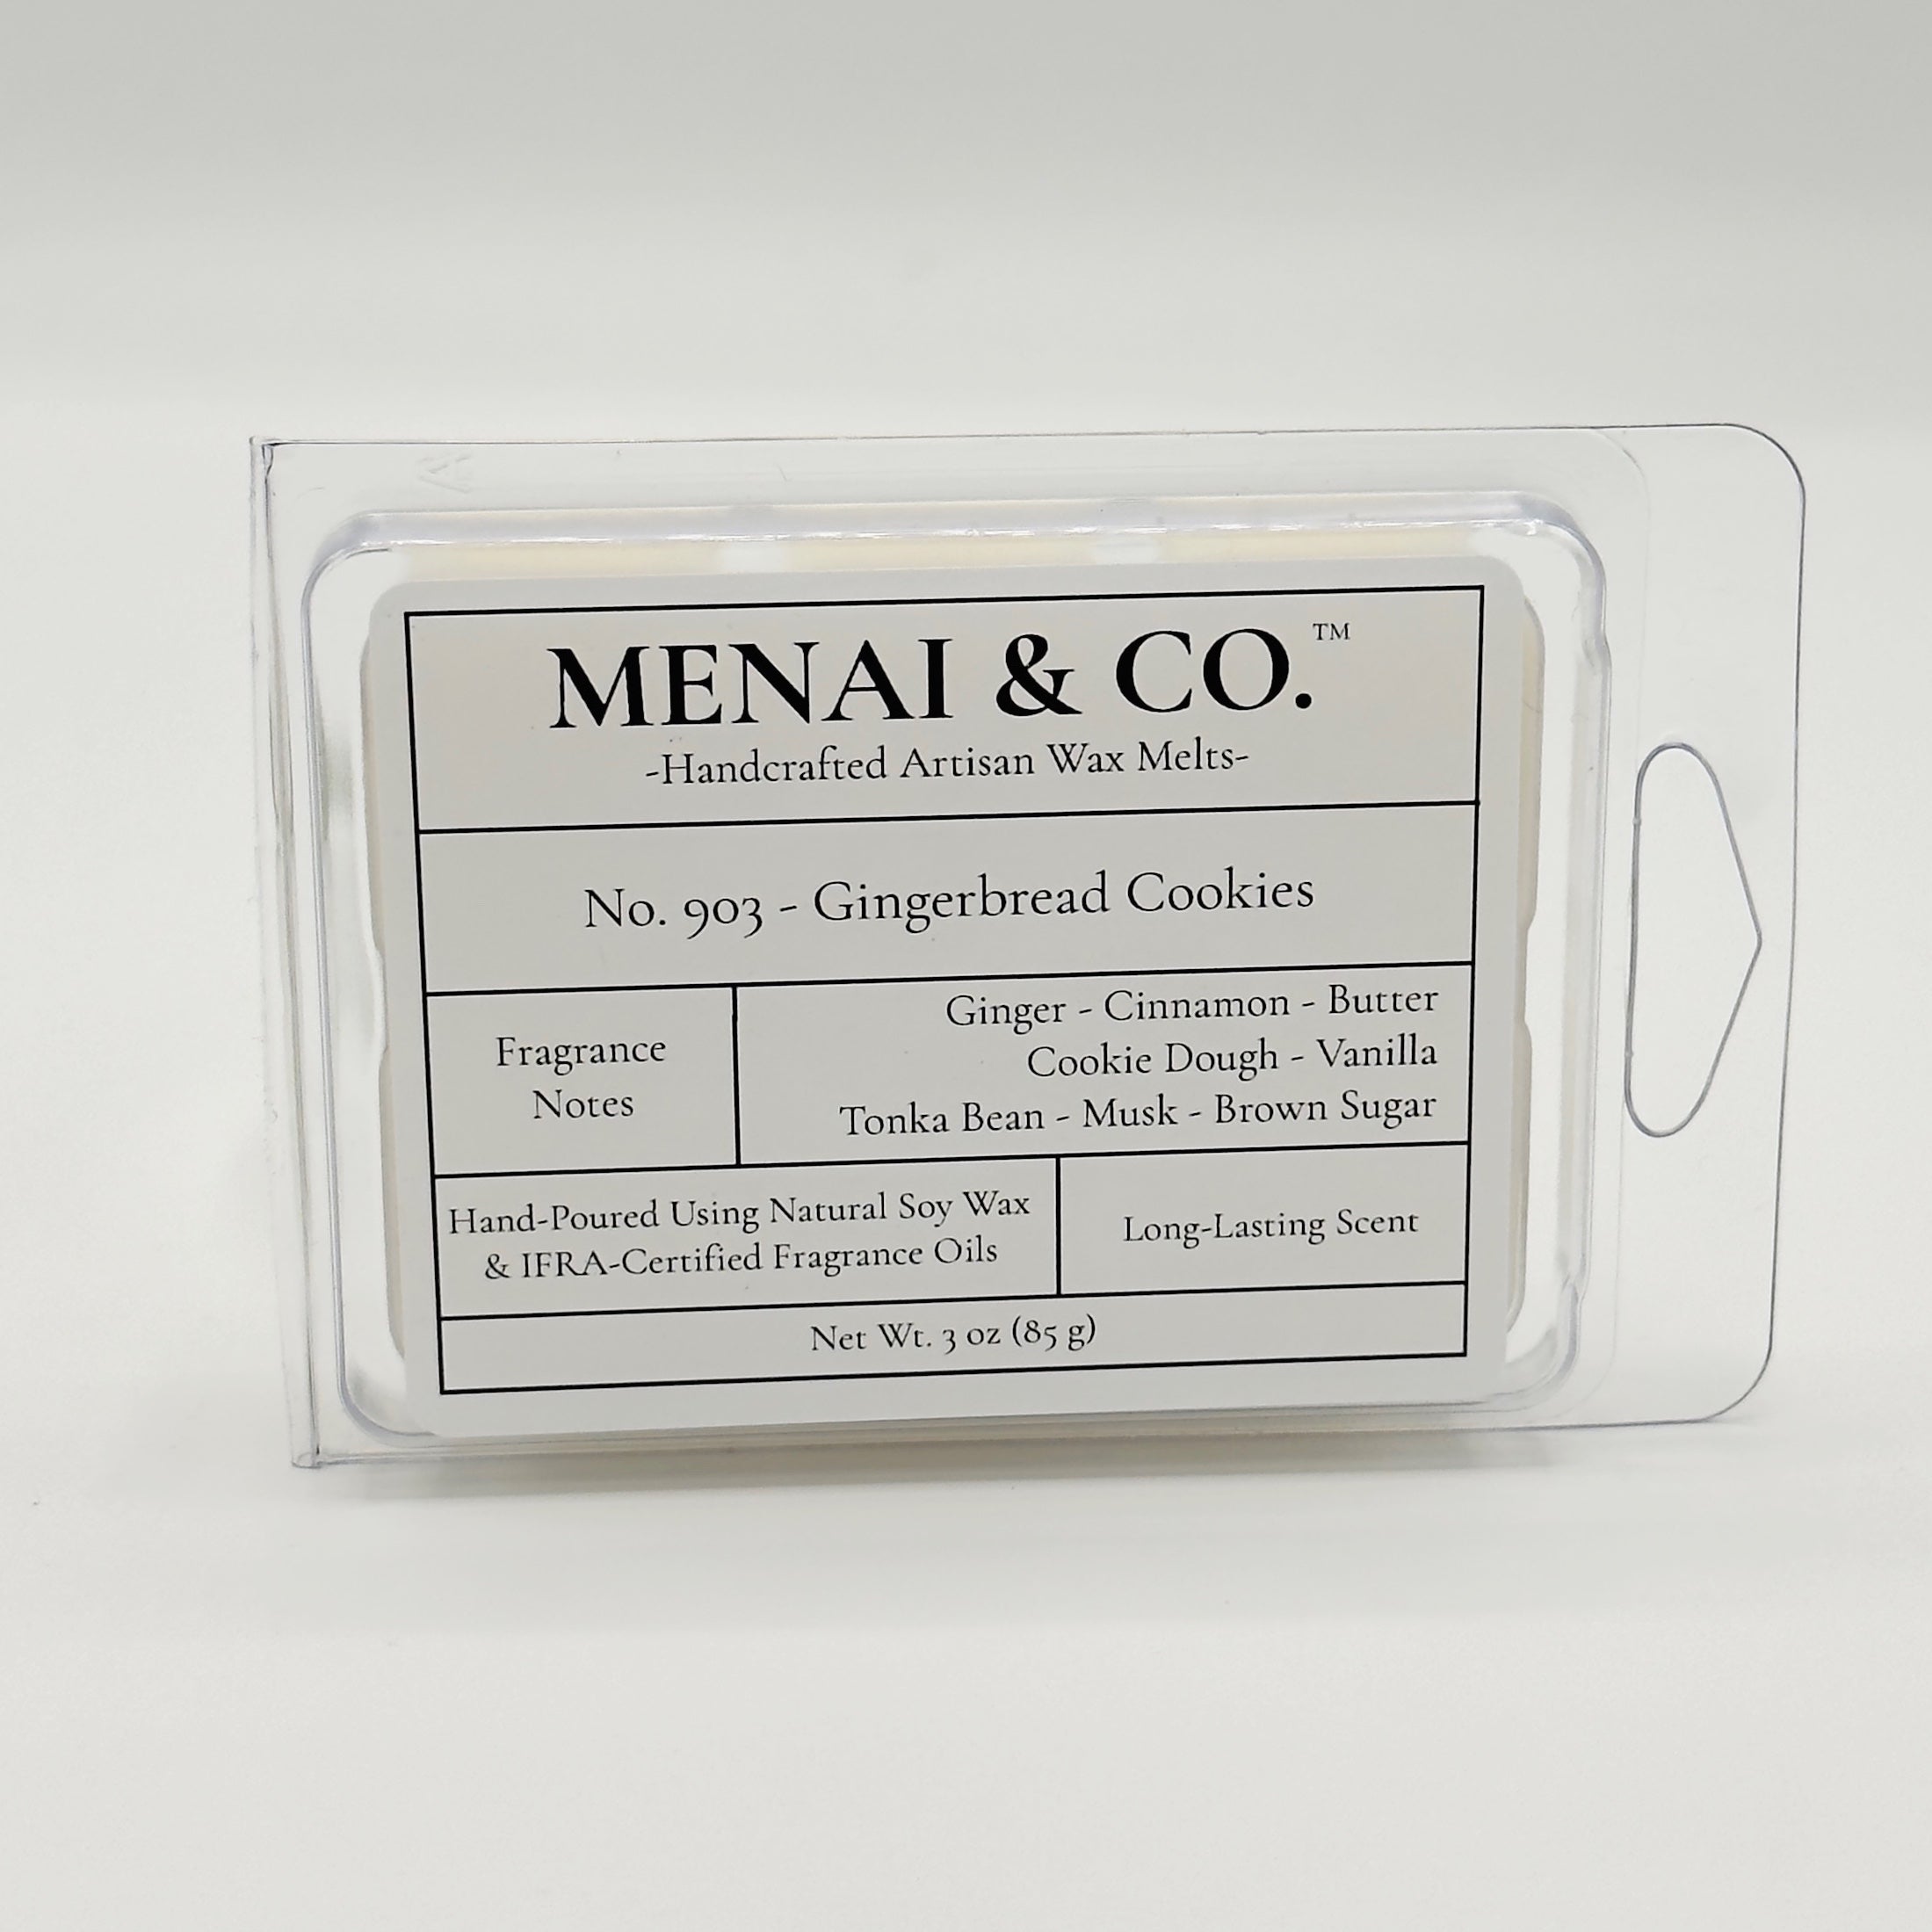 MENAI & CO.™
-Handcrafted Artisan Wax Melts-
No. 903 - Gingerbread Cookies
Fragrance
Notes
Ginger - Cinnamon - Butter
Cookie Dough - Vanilla
Tonka Bean - Musk - Brown Sugar
Hand-Poured Using Natural Soy Wax
& IFRA-Certified Fragrance Oils
Long-Lasting Scent
Net Wt. 3 oz (85 g)